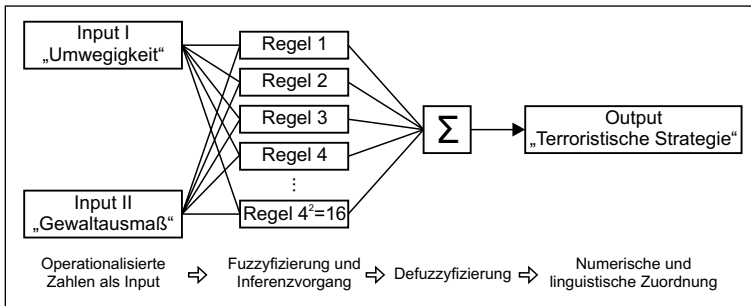 Input I
„Umwegigkeit“
Regel 1
Regel 2
Regel 3
Regel 4
⋮
Regel 4²=16
Input II
„Gewaltausmaß“
Σ
Output
„Terroristische Strategie“
Operationalisierte
Zahlen als Input
Fuzzyfizierung und
Inferenzvorgang
Defuzzyfizierung
Numerische und
linguistische Zuordnung